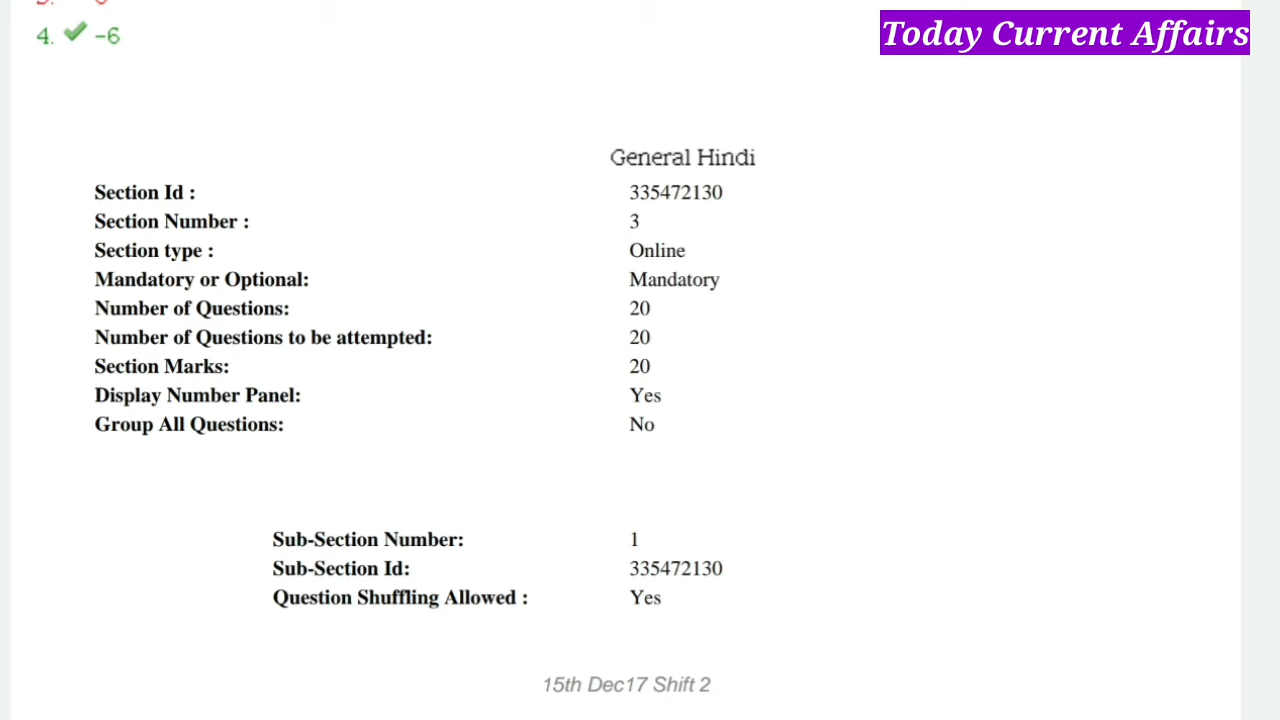 4. ✔ -6
Today Current Affairs
General Hindi
Section Id : 335472130
Section Number : 3
Section type : Online
Mandatory or Optional: Mandatory
Number of Questions: 20
Number of Questions to be attempted: 20
Section Marks: 20
Display Number Panel: Yes
Group All Questions: No
Sub-Section Number: 1
Sub-Section Id: 335472130
Question Shuffling Allowed : Yes
15th Dec17 Shift 2